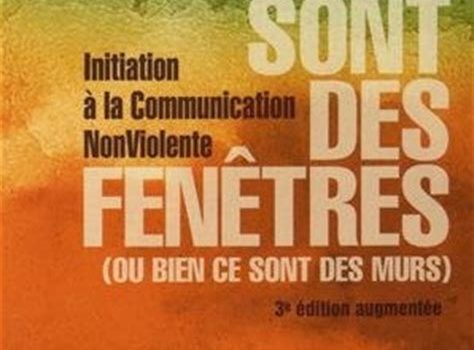 SONT
Initiation
à la Communication
NonViolente
DES
FENÊTRES
(OU BIEN CE SONT DES MURS)
3e édition augmentée